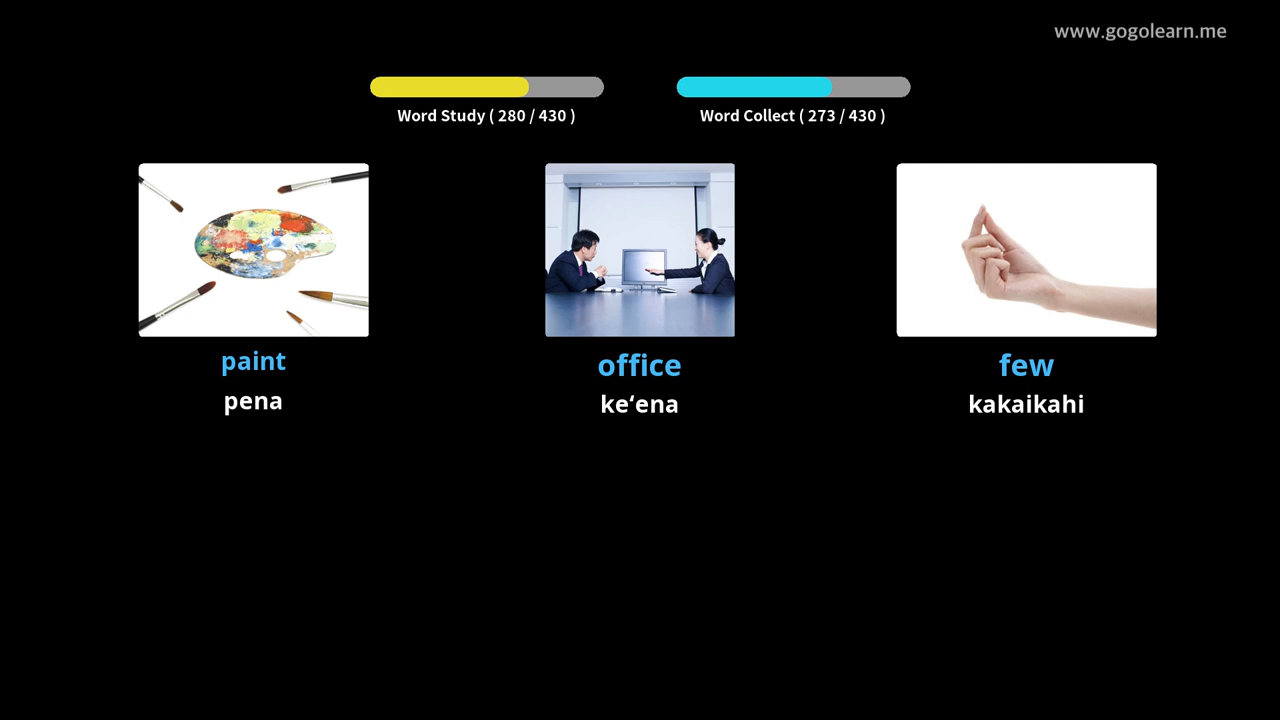 www.gogolearn.me
Word Study ( 280 / 430 )
Word Collect ( 273 / 430 )
paint
office
few
pena
keʻena
kakaikahi